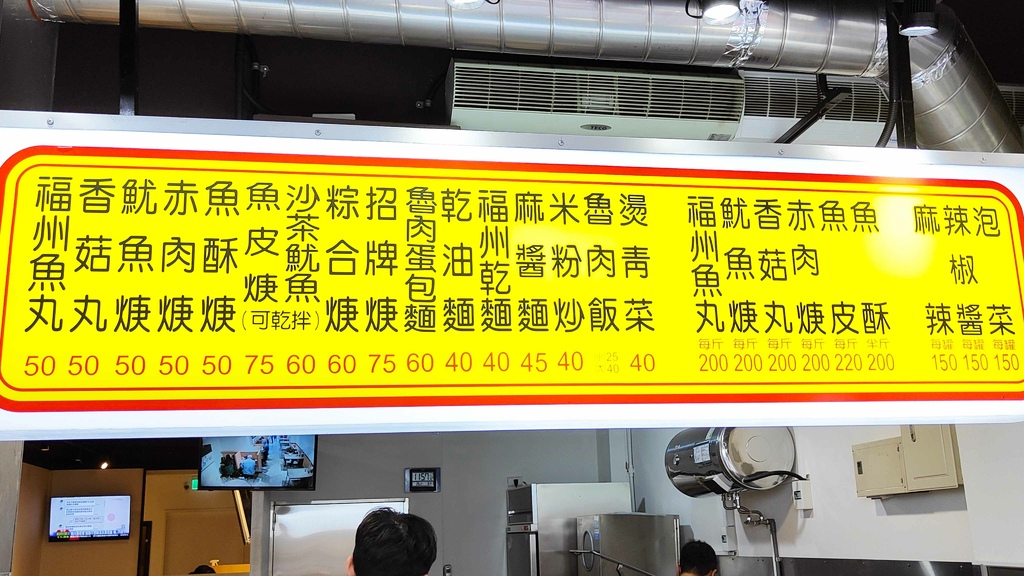 福州魚丸 50
香菇丸 50
魷魚焿 50
赤肉焿 50
魚酥焿 50
魚皮焿 75
沙茶魷魚 60
(可乾拌)
粽合焿 60
招牌焿 75
魯肉蛋包麵 60
乾油麵 40
福州乾麵 40
麻醬麵 45
米粉炒 40
魯肉飯 25 40
燙青菜 40
福州魚丸 每斤 200
魷魚焿 每斤 200
香菇丸 每斤 200
赤肉焿 每斤 200
魚皮 每斤 220
魚酥 半斤 200
麻辣 每罐 150
辣椒醬 每罐 150
泡菜 每罐 150
TECO